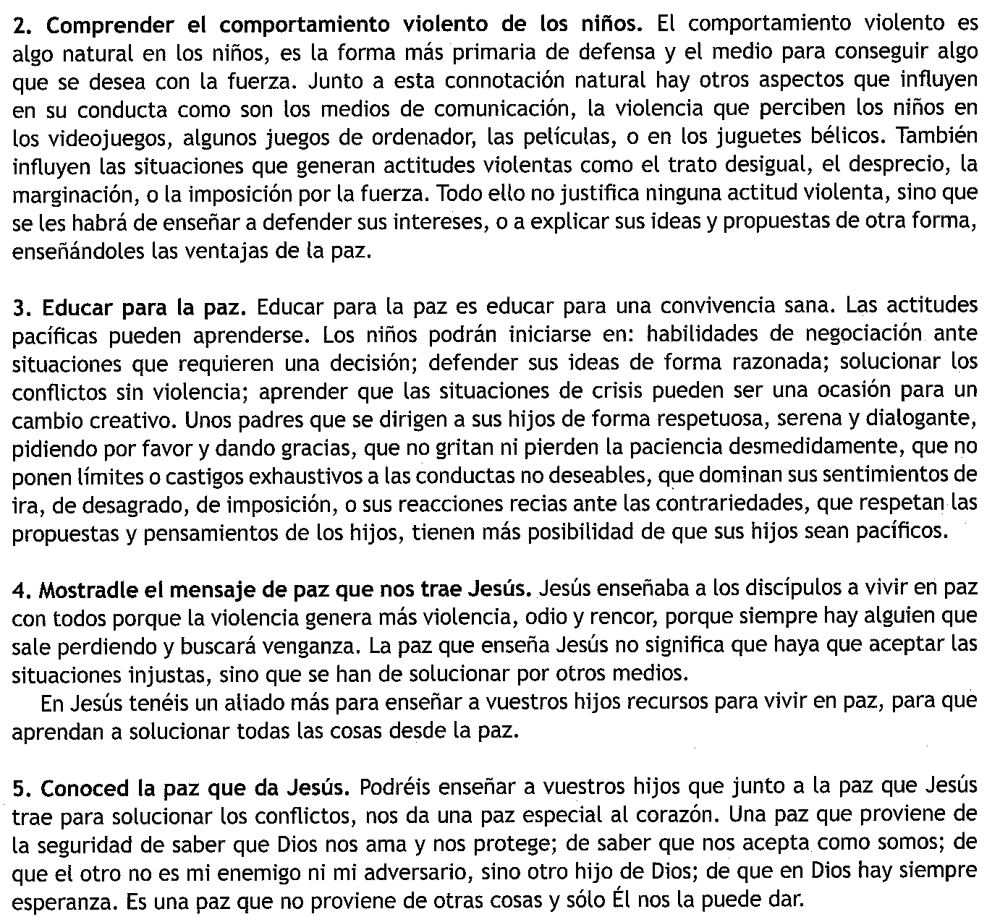 2. Comprender el comportamiento violento de los niños. El comportamiento violento es
algo natural en los niños, es la forma más primaria de defensa y el medio para conseguir algo
que se desea con la fuerza. Junto a esta connotación natural hay otros aspectos que influyen
en su conducta como son los medios de comunicación, la violencia que perciben los niños en
los videojuegos, algunos juegos de ordenador, las películas, o en los juguetes bélicos. También
influyen las situaciones que generan actitudes violentas como el trato desigual, el desprecio, la
marginación, o la imposición por la fuerza. Todo ello no justifica ninguna actitud violenta, sino que
se les habrá de enseñar a defender sus intereses, o a explicar sus ideas y propuestas de otra forma,
enseñándoles las ventajas de la paz.
3. Educar para la paz. Educar para la paz es educar para una convivencia sana. Las actitudes
pacíficas pueden aprenderse. Los niños podrán iniciarse en: habilidades de negociación ante
situaciones que requieren una decisión; defender sus ideas de forma razonada; solucionar los
conflictos sin violencia; aprender que las situaciones de crisis pueden ser una ocasión para un
cambio creativo. Unos padres que se dirigen a sus hijos de forma respetuosa, serena y dialogante,
pidiendo por favor y dando gracias, que no gritan ni pierden la paciencia desmedidamente, que no
ponen límites o castigos exhaustivos a las conductas no deseables, que dominan sus sentimientos de
ira, de desagrado, de imposición, o sus reacciones recias ante las contrariedades, que respetan las
propuestas y pensamientos de los hijos, tienen más posibilidad de que sus hijos sean pacíficos.
4. Mostradle el mensaje de paz que nos trae Jesús. Jesús enseñaba a los discípulos a vivir en paz
con todos porque la violencia genera más violencia, odio y rencor, porque siempre hay alguien que
sale perdiendo y buscará venganza. La paz que enseña Jesús no significa que haya que aceptar las
situaciones injustas, sino que se han de solucionar por otros medios.
En Jesús tenéis un aliado más para enseñar a vuestros hijos recursos para vivir en paz, para que
aprendan a solucionar todas las cosas desde la paz.
5. Conoced la paz que da Jesús. Podréis enseñar a vuestros hijos que junto a la paz que Jesús
trae para solucionar los conflictos, nos da una paz especial al corazón. Una paz que proviene de
la seguridad de saber que Dios nos ama y nos protege; de saber que nos acepta como somos; de
que el otro no es mi enemigo ni mi adversario, sino otro hijo de Dios; de que en Dios hay siempre
esperanza. Es una paz que no proviene de otras cosas y sólo Él nos la puede dar.